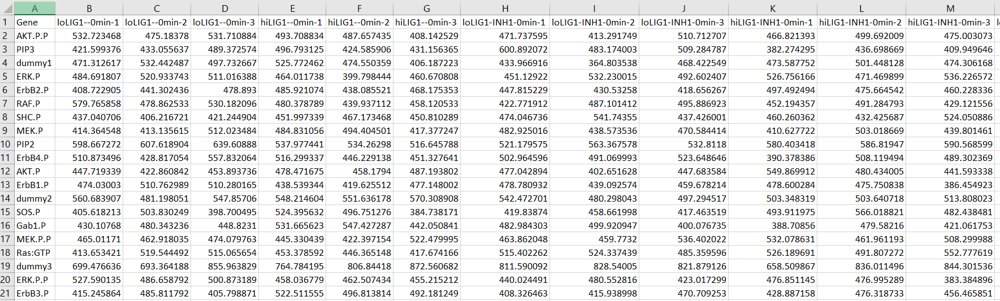 A B C D E F G H I J K L M
1 Gene loLIG1--0min-1 loLIG1--0min-2 loLIG1--0min-3 hiLIG1--0min-1 hiLIG1--0min-2 hiLIG1--0min-3 loLIG1-INH1-0min-1 loLIG1-INH1-0min-2 loLIG1-INH1-0min-3 hiLIG1-INH1-0min-1 hiLIG1-INH1-0min-2 hiLIG1-INH1-0min-3
2 AKT.P.P 532.723468 475.18378 531.710884 493.708834 487.657435 408.142529 471.737595 413.291749 510.712707 466.821393 499.692009 475.003073
3 PIP3 421.599376 433.055637 489.372574 496.793125 424.585906 431.156365 600.892072 483.174003 509.284787 382.274295 436.698669 409.949646
4 dummy1 471.312617 532.442487 497.732667 525.772462 474.550359 406.187223 433.966916 364.803538 468.422549 473.587752 501.448128 474.306168
5 ERK.P 484.691807 520.933743 511.016388 464.011738 399.798444 460.670808 451.12922 532.230015 492.602407 526.756166 471.469899 536.226572
6 ErbB2.P 408.722905 441.302436 478.893 485.921074 438.085521 468.175353 447.815229 430.53258 418.656267 497.492494 475.664542 460.228336
7 RAF.P 579.765858 478.862533 530.182096 480.378789 439.937112 458.120533 422.771912 487.101412 495.886923 452.194357 491.284793 429.121556
8 SHC.P 437.040706 406.216721 421.244904 451.997339 467.173468 450.810289 474.046736 541.74355 437.426001 460.260362 432.425687 524.050886
9 MEK.P 414.364548 413.135615 512.023484 484.831056 494.404501 417.377247 482.925016 438.573536 470.584414 410.627722 503.018669 439.801461
10 PIP2 598.667272 607.618904 639.60888 537.977441 534.26298 516.645788 521.179575 563.367578 532.8118 580.403418 586.81947 590.568599
11 ErbB4.P 510.873496 428.817054 557.832064 516.299337 446.229138 451.327641 502.964596 491.069993 523.648646 390.378386 508.119494 489.302369
12 AKT.P 447.719339 422.860842 453.893736 478.471675 458.1794 487.193802 477.042894 402.651628 447.683584 549.869912 480.434005 441.593338
13 ErbB1.P 474.03003 510.762989 510.280165 438.539344 419.625512 477.148002 478.780932 439.092574 459.678214 478.600284 475.750838 386.454923
14 dummy2 560.683907 481.198051 547.85706 548.214604 551.636178 570.308908 542.472701 480.298043 497.294517 503.348319 503.640718 513.808023
15 SOS.P 405.618213 503.830249 398.700495 524.395632 496.751276 384.738171 419.83874 458.661998 417.463519 493.911975 566.018821 482.438481
16 Gab1.P 430.10768 480.343236 448.8231 531.665623 547.427287 442.050841 482.984303 499.920947 400.076735 388.70856 479.58216 421.061753
17 MEK.P.P 465.01171 462.918035 474.079763 445.330439 422.397154 522.479995 463.862048 459.7732 536.402022 532.078631 461.961193 508.299988
18 Ras:GTP 413.653421 519.544492 515.065654 453.378592 446.365148 417.674166 515.402262 524.337439 485.359596 526.189691 491.807272 552.777619
19 dummy3 699.476636 693.364188 855.963829 764.784195 806.84418 872.560682 811.590092 828.54005 821.879126 658.509867 836.011496 844.301536
20 ERK.P.P 527.590135 486.658792 500.873189 458.036779 462.507434 455.215212 440.024491 480.552816 423.017299 476.851145 476.995289 383.384896
21 ErbB3.P 415.245864 485.811792 405.798871 522.511555 496.813814 492.181249 408.326463 415.938998 470.709253 428.887158 476.318733 456.465851